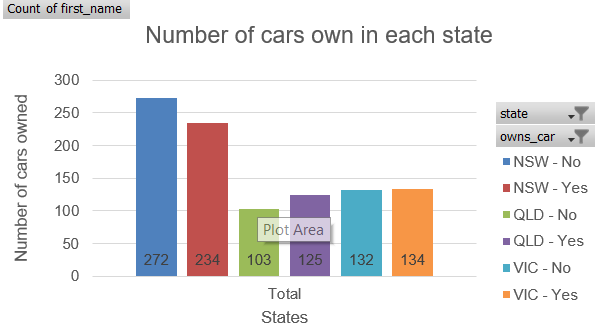 Count of first_name
Number of cars own in each state
Number of cars owned
300
250
200
150
100
50
0
272
234
103
125
132
134
Plot Area
Total
States
state
owns_car
NSW - No
NSW - Yes
QLD - No
QLD - Yes
VIC - No
VIC - Yes